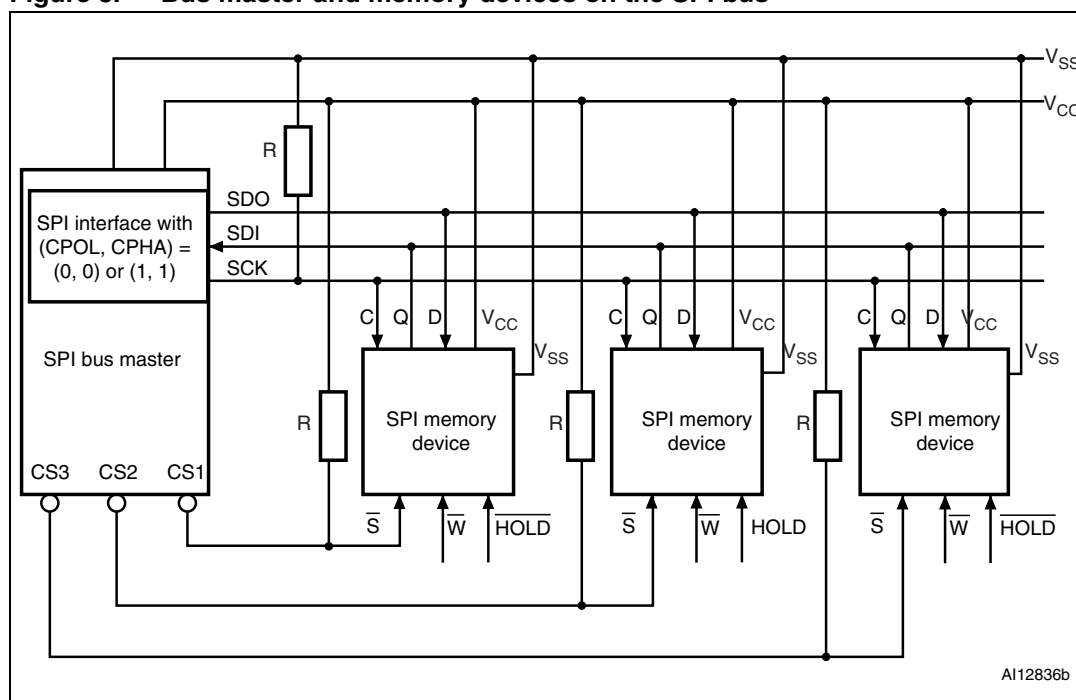 Figure 3. Bus master and memory devices on the SPI bus
VSS
VCC
R
SDO
SPI interface with
(CPOL, CPHA) =
(0, 0) or (1, 1)
SDI
SCK
C Q D VCC
C Q D VCC
C Q D VCC
SPI bus master
VSS
VSS
VSS
R
SPI memory
device
R
SPI memory
device
R
SPI memory
device
CS3 CS2 CS1
S̅ W̅ H̅O̅L̅D̅
S̅ W̅ HOLD
S̅ W̅ H̅O̅L̅D̅
AI12836b